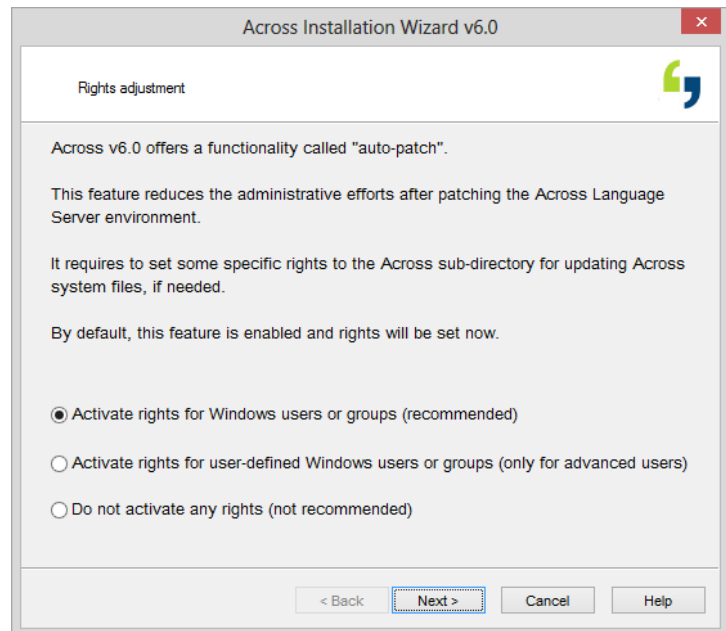 Across Installation Wizard v6.0
Rights adjustment
Across v6.0 offers a functionality called "auto-patch".
This feature reduces the administrative efforts after patching the Across Language
Server environment.
It requires to set some specific rights to the Across sub-directory for updating Across
system files, if needed.
By default, this feature is enabled and rights will be set now.
Activate rights for Windows users or groups (recommended)
Activate rights for user-defined Windows users or groups (only for advanced users)
Do not activate any rights (not recommended)
< Back Next > Cancel Help